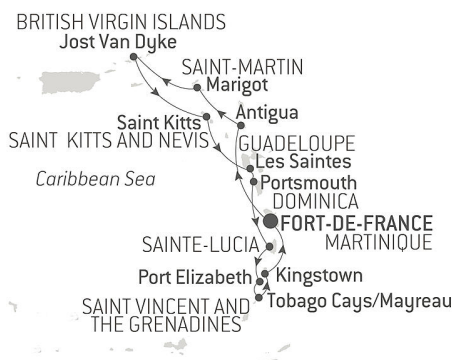 BRITISH VIRGIN ISLANDS
Jost Van Dyke
SAINT-MARTIN
Marigot
Antigua
Saint Kitts
SAINT KITTS AND NEVIS
GUADELOUPE
Les Saintes
Caribbean Sea
Portsmouth
DOMINICA
FORT-DE-FRANCE
MARTINIQUE
SAINTE-LUCIA
Kingstown
Port Elizabeth
Tobago Cays/Mayreau
SAINT VINCENT AND
THE GRENADINES